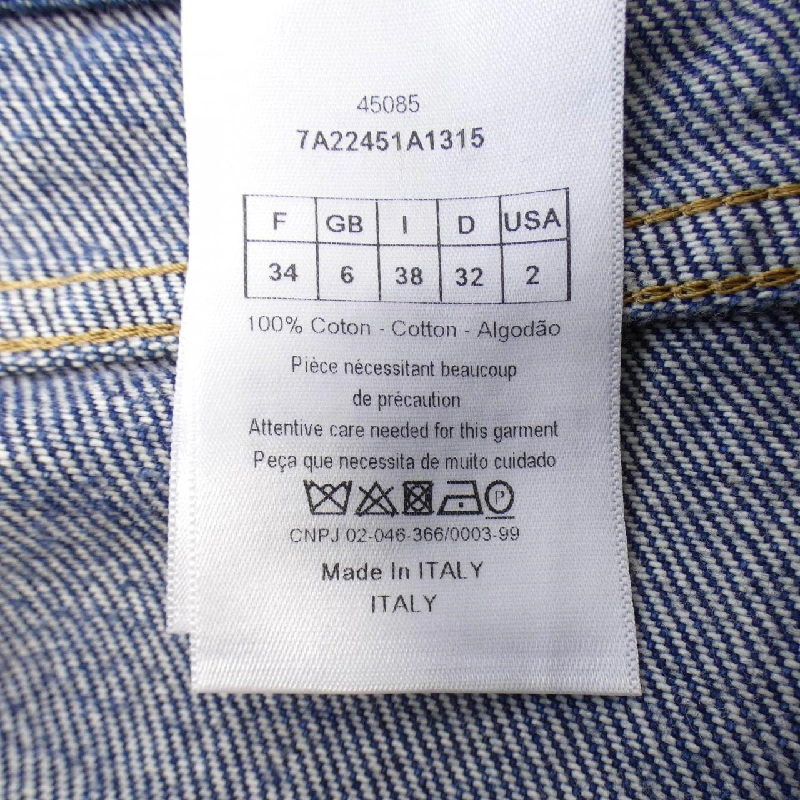 45085
7A22451A1315
F GB I D USA
34 6 38 32 2
100% Coton - Cotton - Algodão
Pièce nécessitant beaucoup
de précaution
Attentive care needed for this garment
Peça que necessita de muito cuidado
P
CNPJ 02-046-366/0003-99
Made In ITALY
ITALY